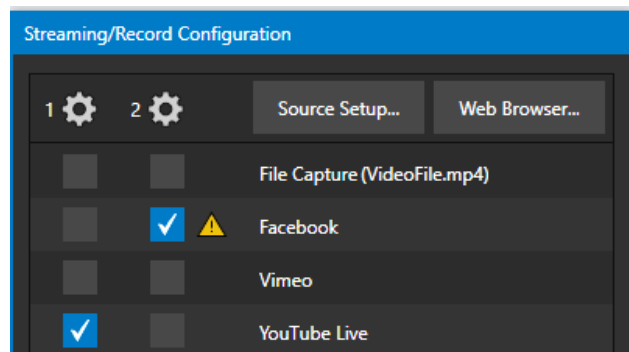 Streaming/Record Configuration
1 2 Source Setup... Web Browser...
File Capture (VideoFile.mp4)
Facebook
Vimeo
YouTube Live